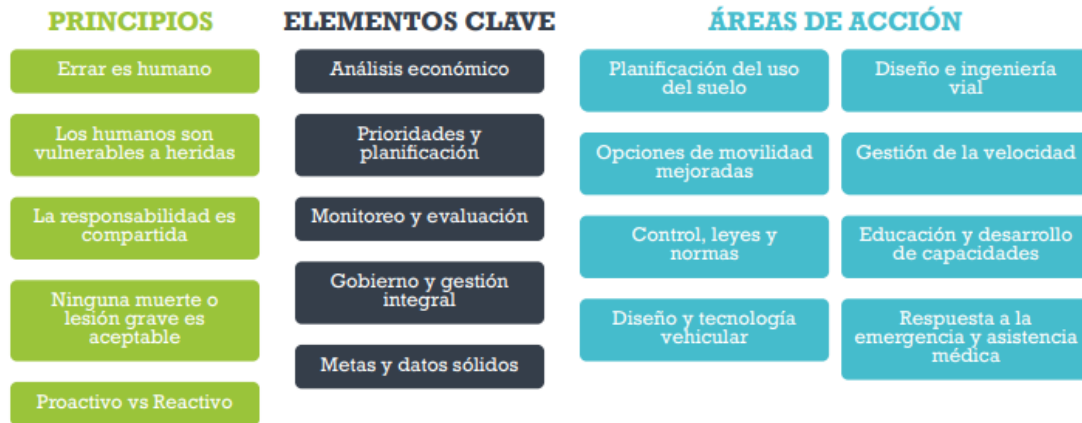 PRINCIPIOS
Errar es humano
Los humanos son
vulnerables a heridas
La responsabilidad es
compartida
Ninguna muerte o
lesión grave es
aceptable
Proactivo vs Reactivo
ELEMENTOS CLAVE
Análisis económico
Prioridades y
planificación
Monitoreo y evaluación
Gobierno y gestión
integral
Metas y datos sólidos
ÁREAS DE ACCIÓN
Planificación del uso
del suelo
Diseño e ingeniería
vial
Opciones de movilidad
mejoradas
Gestión de la velocidad
Control, leyes y
normas
Educación y desarrollo
de capacidades
Diseño y tecnología
vehicular
Respuesta a la
emergencia y asistencia
médica